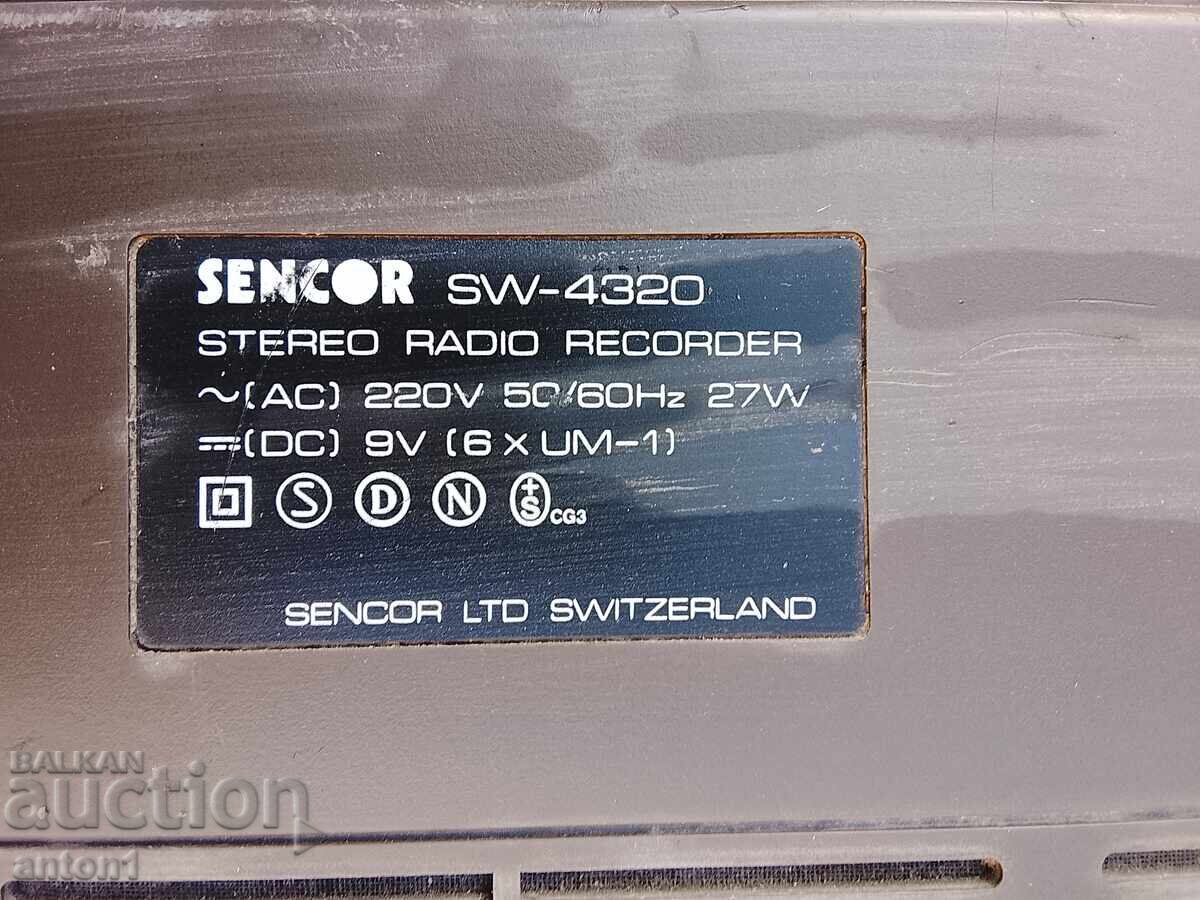 SENCOR SW-4320
STEREO RADIO RECORDER
~(AC) 220V 50/60Hz 27W
⎓(DC) 9V (6 x UM-1)
S D N +S CG3
SENCOR LTD SWITZERLAND
BALKAN
auction
anton1